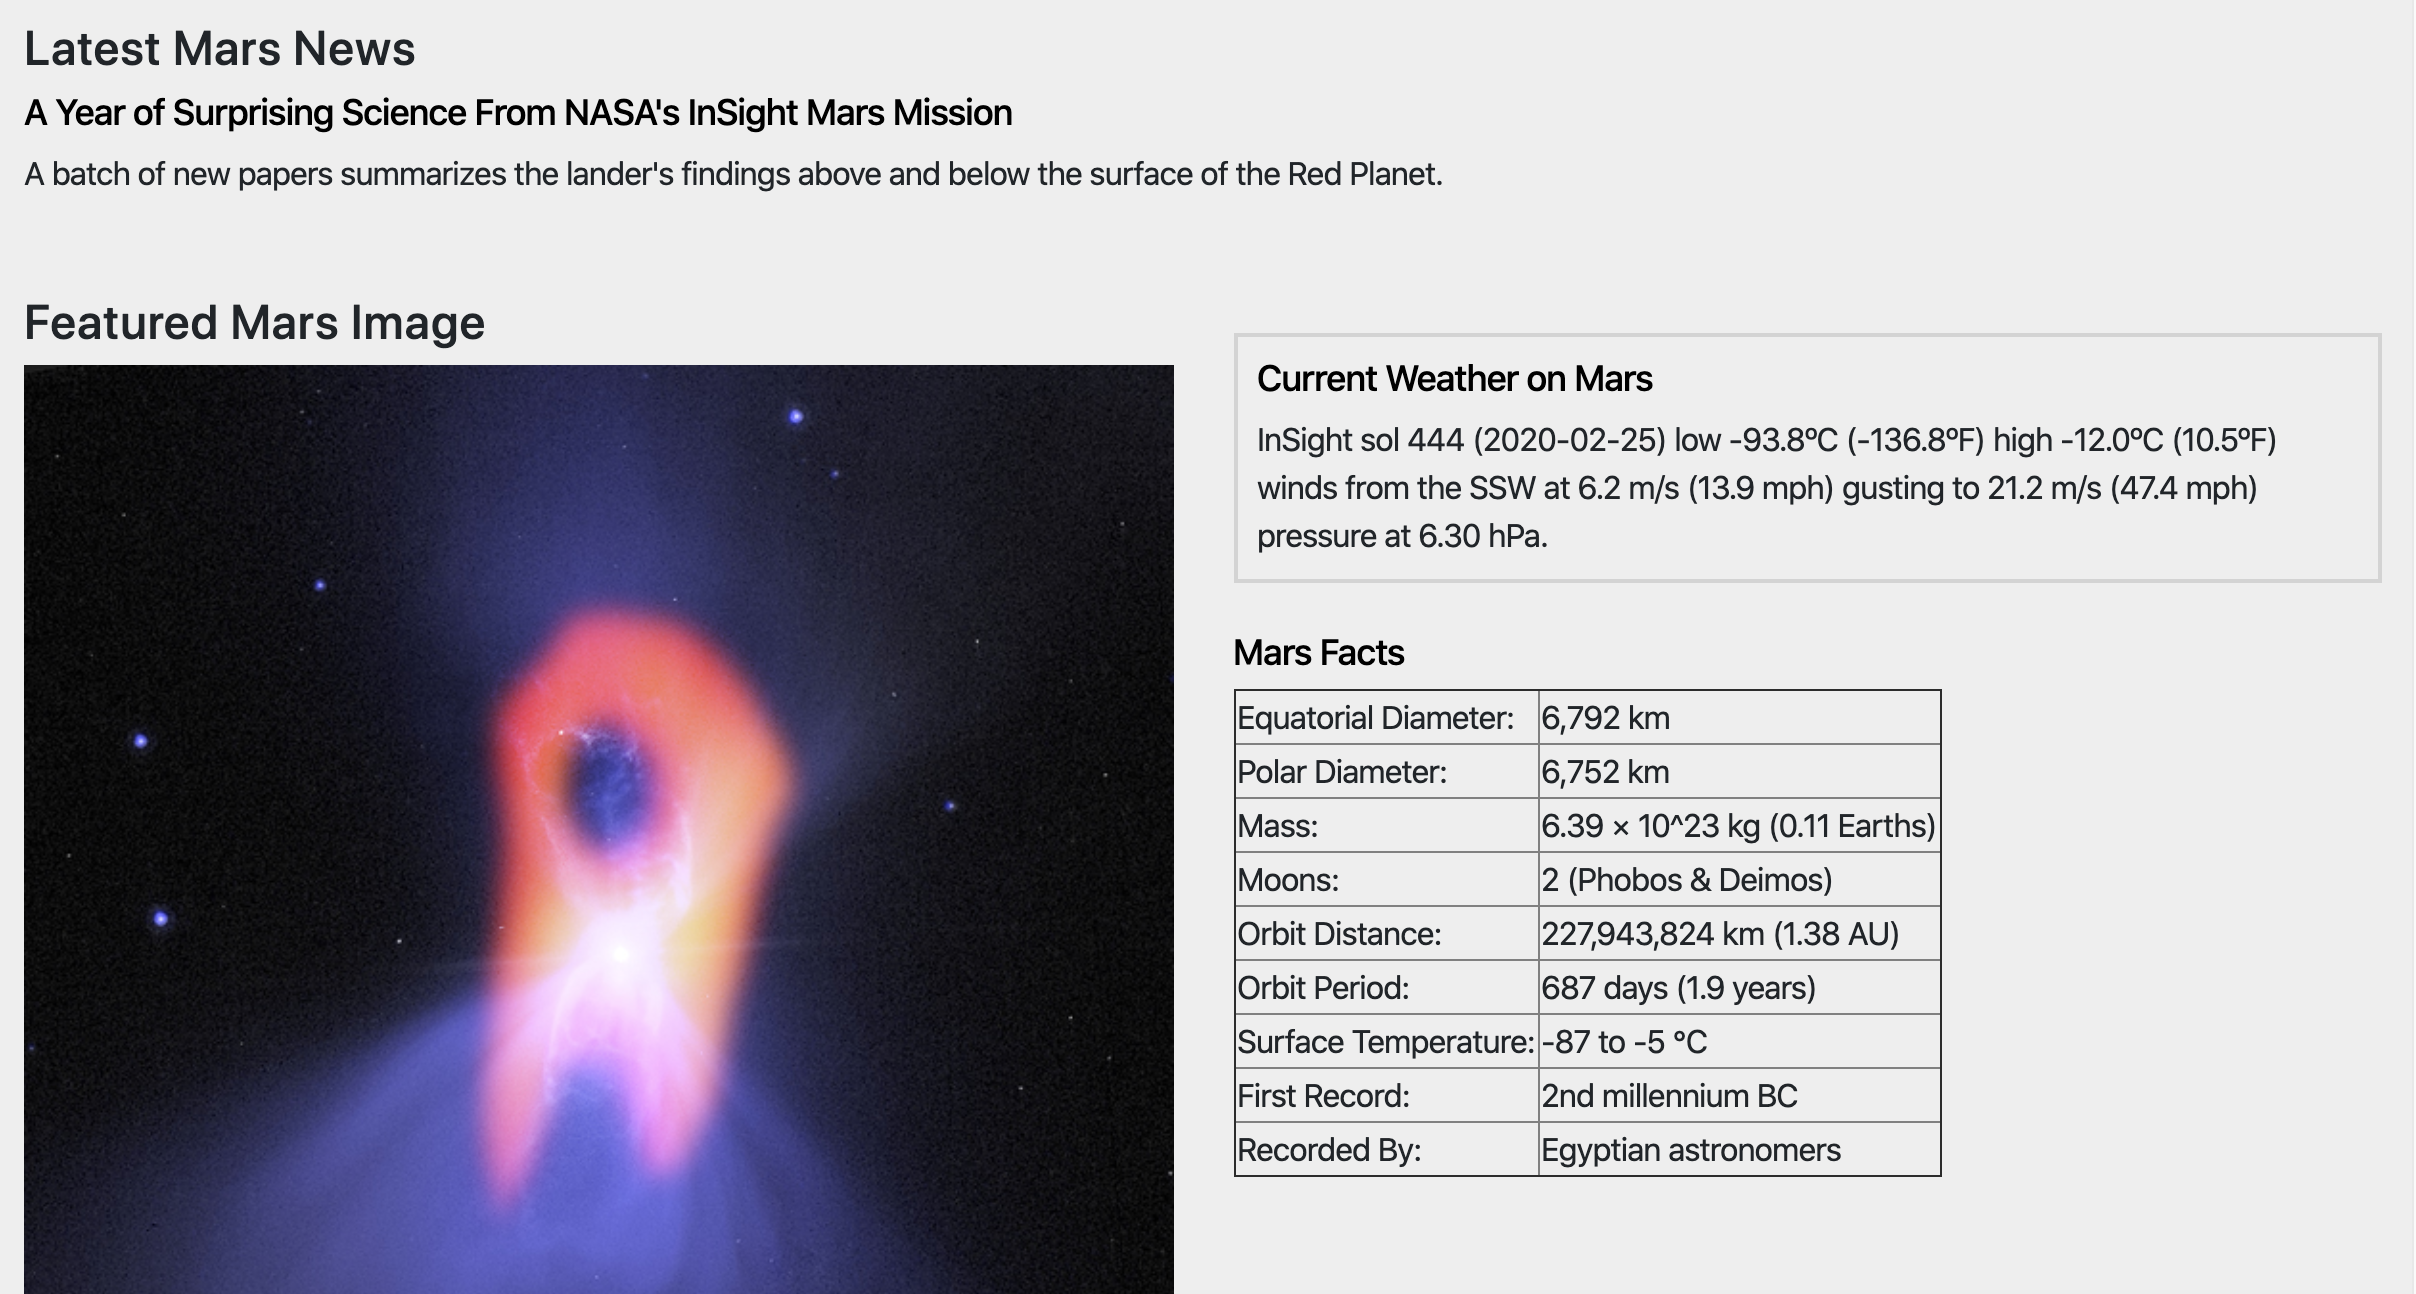 Latest Mars News
A Year of Surprising Science From NASA's InSight Mars Mission
A batch of new papers summarizes the lander's findings above and below the surface of the Red Planet.
Featured Mars Image
Current Weather on Mars
InSight sol 444 (2020-02-25) low -93.8ºC (-136.8ºF) high -12.0ºC (10.5ºF)
winds from the SSW at 6.2 m/s (13.9 mph) gusting to 21.2 m/s (47.4 mph)
pressure at 6.30 hPa.
Mars Facts
Equatorial Diameter: 6,792 km
Polar Diameter: 6,752 km
Mass: 6.39 × 10^23 kg (0.11 Earths)
Moons: 2 (Phobos & Deimos)
Orbit Distance: 227,943,824 km (1.38 AU)
Orbit Period: 687 days (1.9 years)
Surface Temperature: -87 to -5 °C
First Record: 2nd millennium BC
Recorded By: Egyptian astronomers